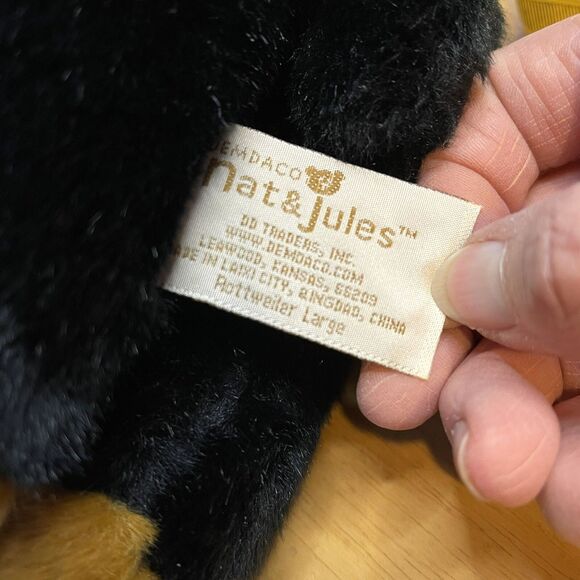 DEMDACO
nat & Jules™
DD TRADERS, INC.
WWW.DEMDACO.COM
LEAWOOD, KANSAS, 66209
MADE IN LAIXI CITY, QINGDAO, CHINA
Rottweiler Large